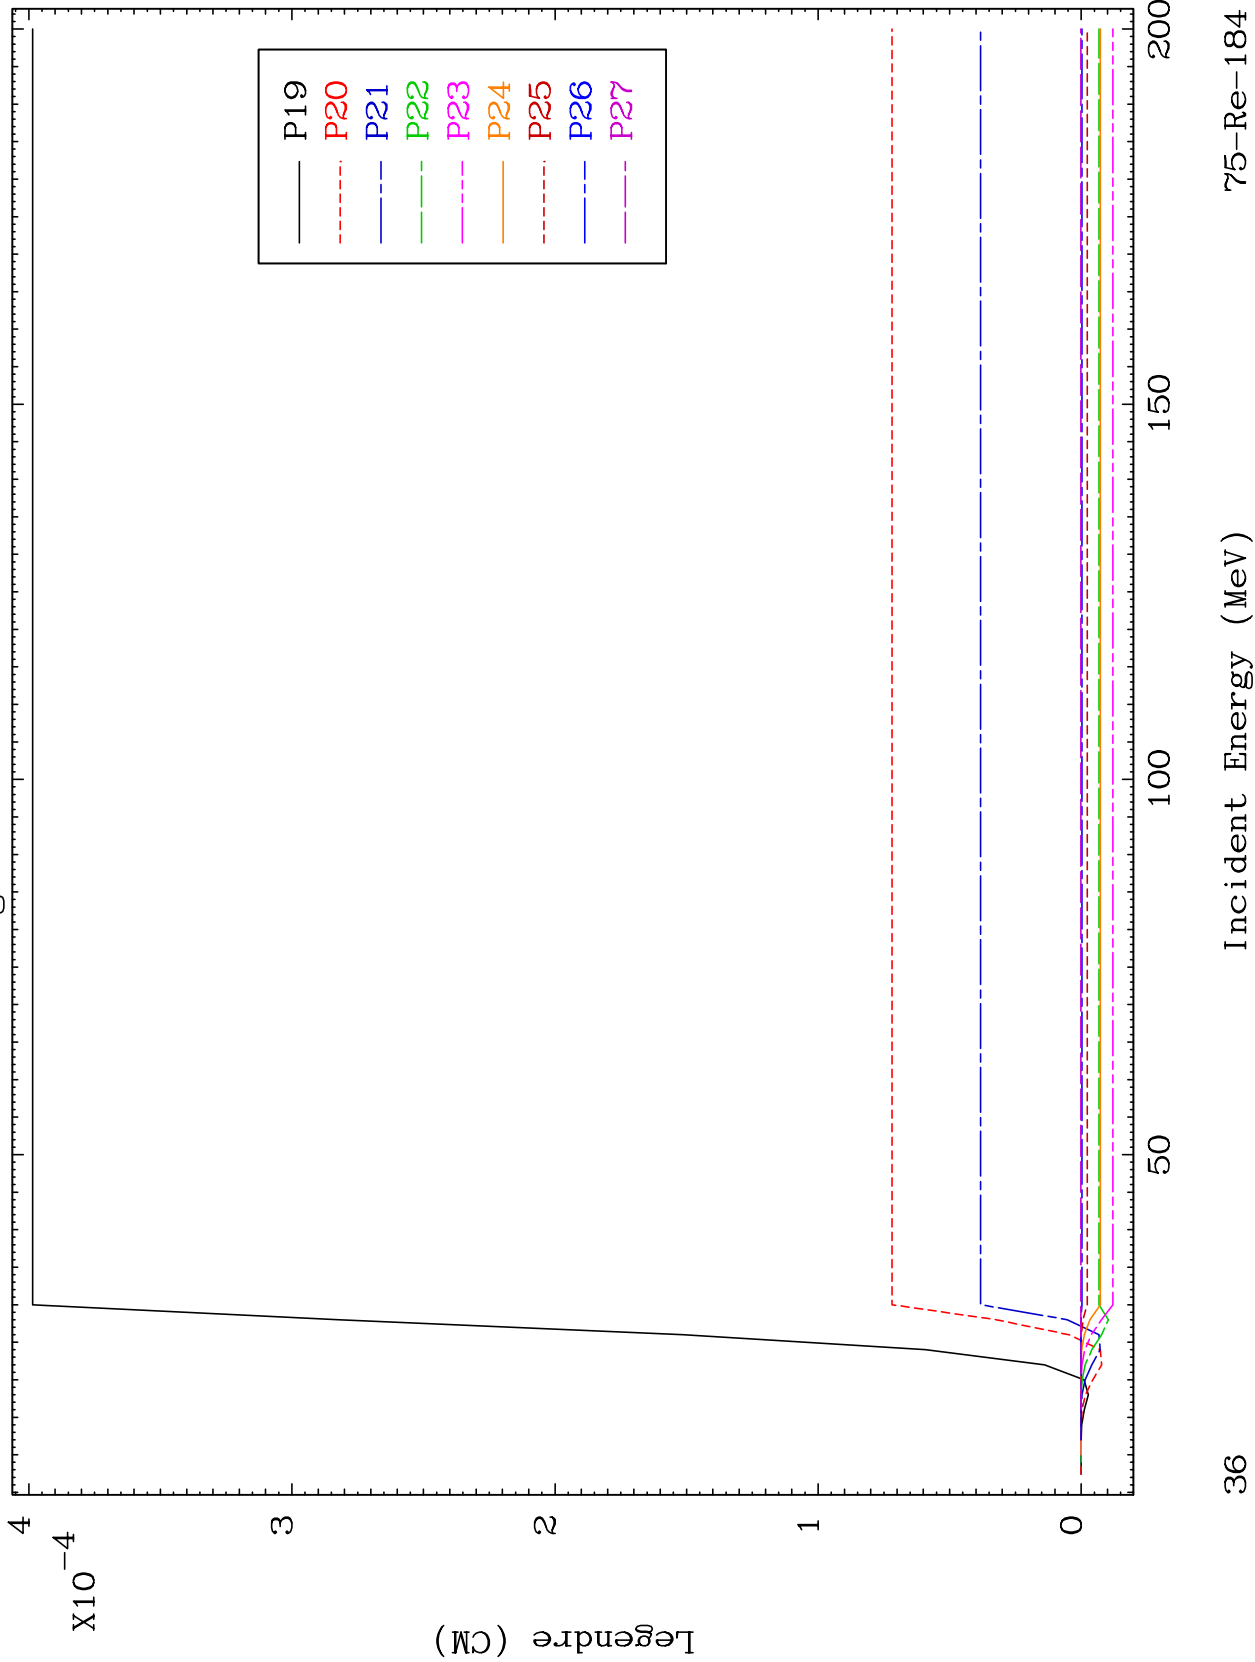 Legendre (CM)
X10-4
4
3
2
1
0
P19
P20
P21
P22
P23
P24
P25
P26
P27
50
100
150
200
Incident Energy (MeV)
36
75-Re-184